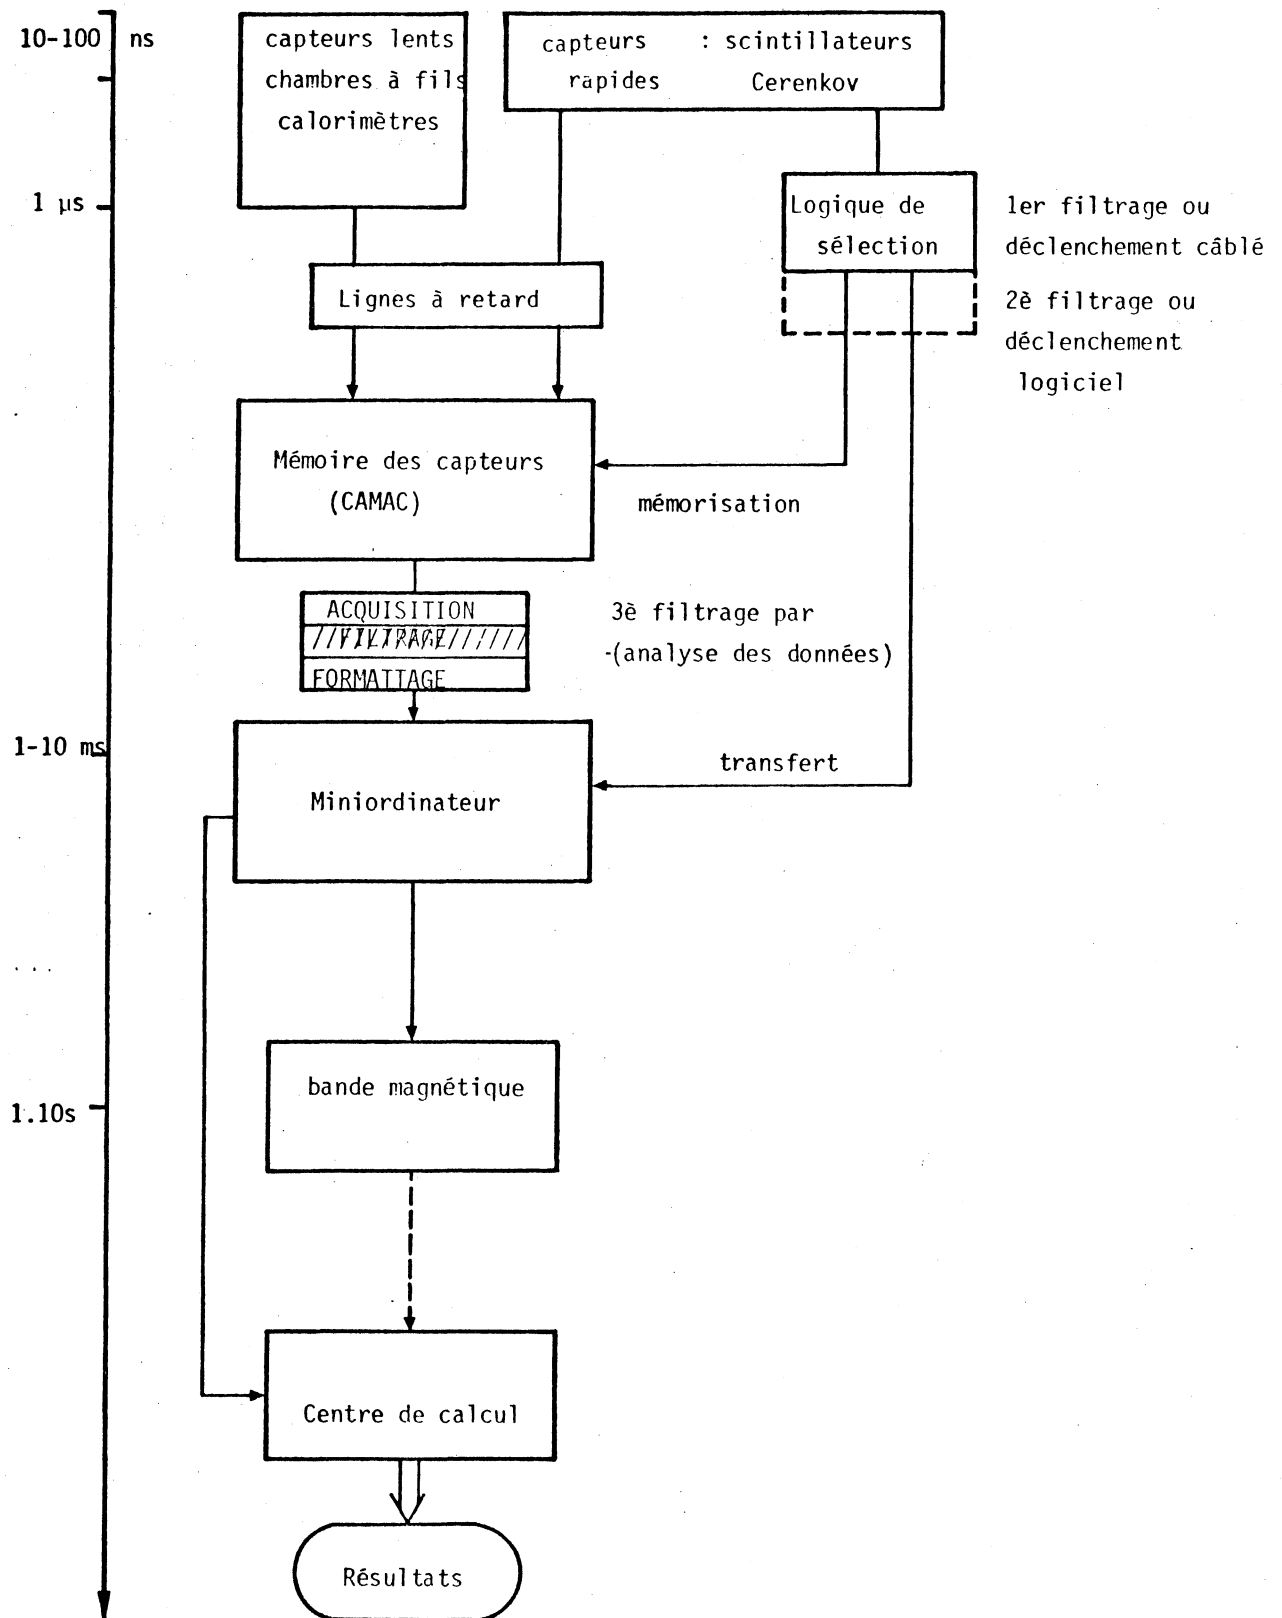 10-100 ns
capteurs lents
chambres à fils
calorimètres
capteurs : scintillateurs
rapides Cerenkov
1 µs
Logique de
sélection
1er filtrage ou
déclenchement câblé
2è filtrage ou
déclenchement
logiciel
Lignes à retard
Mémoire des capteurs
(CAMAC)
mémorisation
ACQUISITION
//FILTRAGE//////
FORMATTAGE
3è filtrage par
-(analyse des données)
1-10 ms
transfert
Miniordinateur
bande magnétique
1.10s
Centre de calcul
Résultats